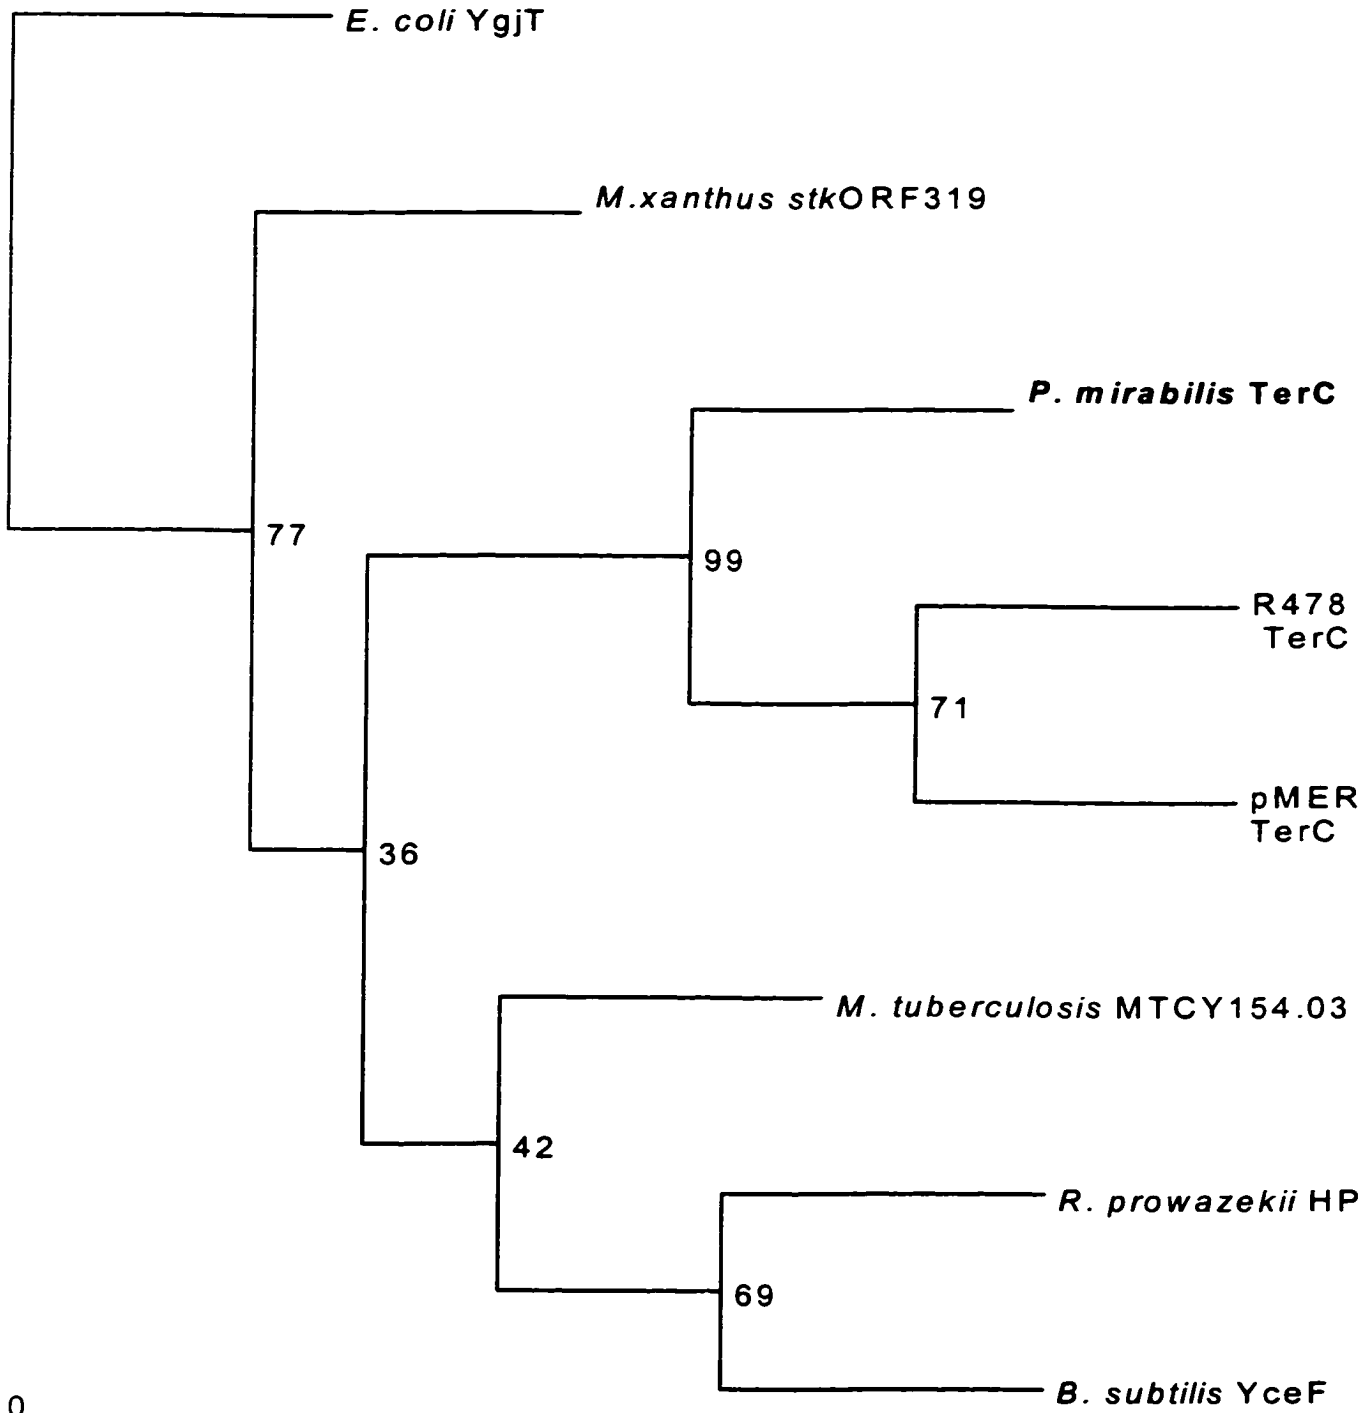 E. coli YgjT
M.xanthus stkORF319
P. mirabilis TerC
77
99
R478
TerC
71
pMER
TerC
36
M. tuberculosis MTCY154.03
42
R. prowazekii HP
69
B. subtilis YceF
0